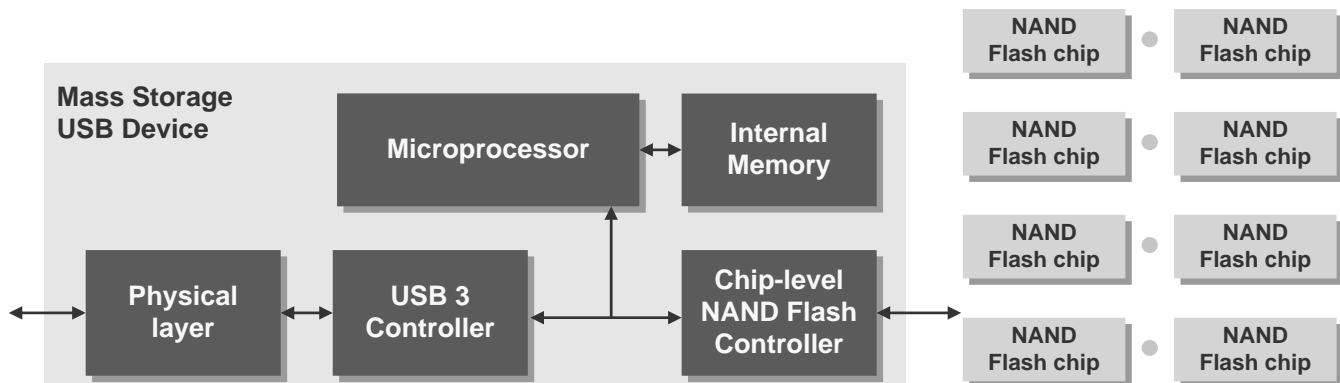 NAND
Flash chip
NAND
Flash chip
Mass Storage
USB Device
Microprocessor
Internal
Memory
NAND
Flash chip
NAND
Flash chip
NAND
Flash chip
NAND
Flash chip
Physical
layer
USB 3
Controller
Chip-level
NAND Flash
Controller
NAND
Flash chip
NAND
Flash chip